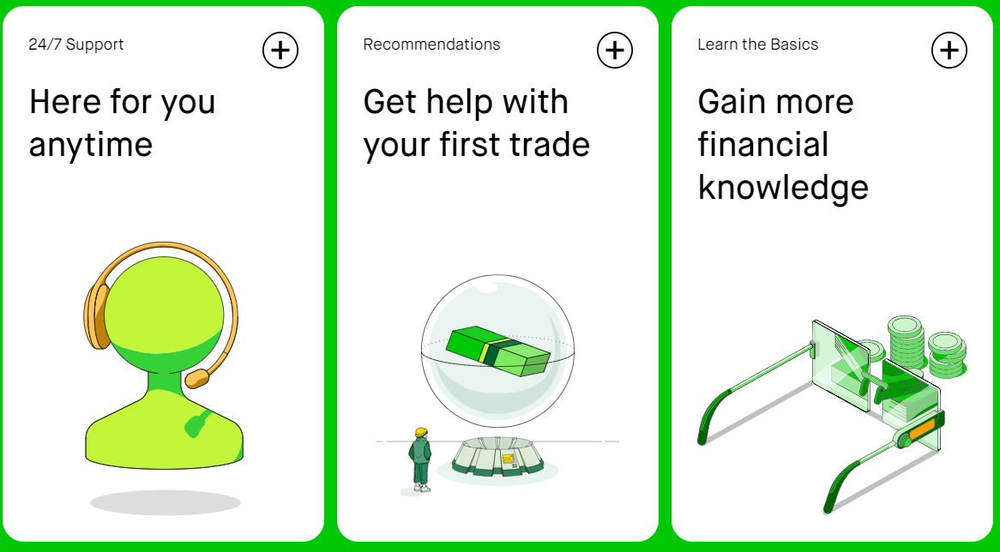 24/7 Support
Here for you
anytime
Recommendations
Get help with
your first trade
Learn the Basics
Gain more
financial
knowledge